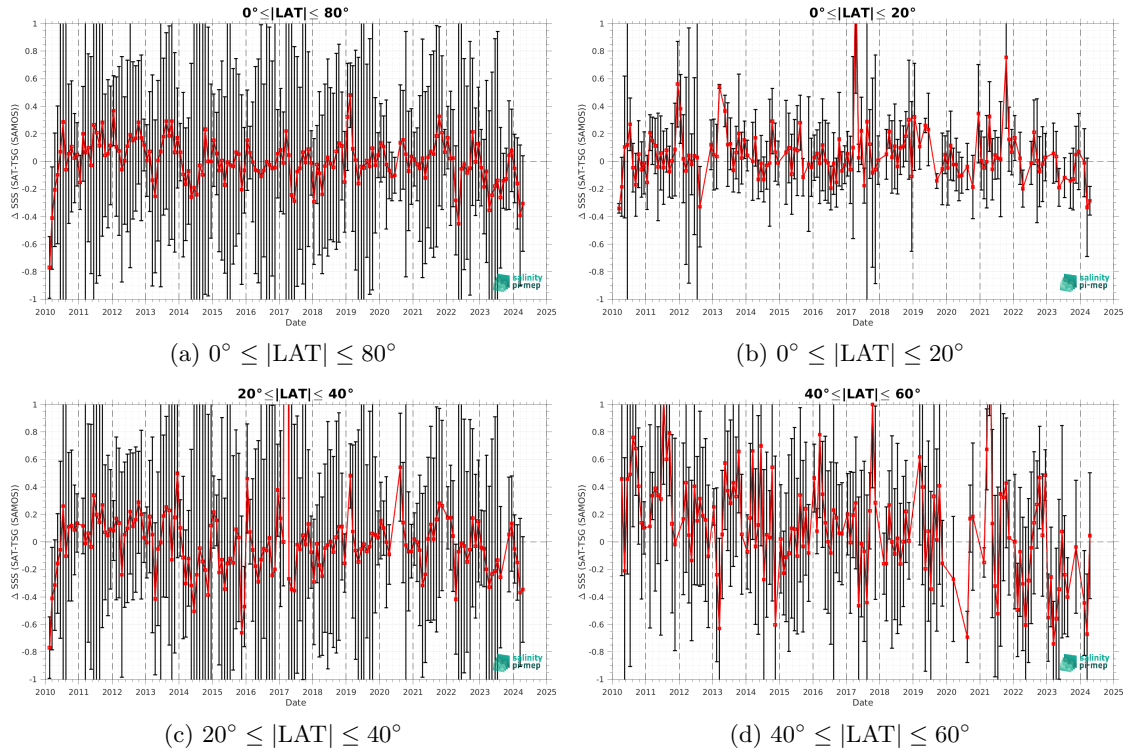 0°≤|LAT|≤ 80°
Δ SSS (SAT-TSG (SAMOS))
1
0.8
0.6
0.4
0.2
0
-0.2
-0.4
-0.6
-0.8
-1
2010 2011 2012 2013 2014 2015 2016 2017 2018 2019 2020 2021 2022 2023 2024 2025
Date
salinity
pi-mep
(a) 0° ≤ |LAT| ≤ 80°
0°≤|LAT|≤ 20°
Δ SSS (SAT-TSG (SAMOS))
1
0.8
0.6
0.4
0.2
0
-0.2
-0.4
-0.6
-0.8
-1
2010 2011 2012 2013 2014 2015 2016 2017 2018 2019 2020 2021 2022 2023 2024 2025
Date
salinity
pi-mep
(b) 0° ≤ |LAT| ≤ 20°
20°≤|LAT|≤ 40°
Δ SSS (SAT-TSG (SAMOS))
1
0.8
0.6
0.4
0.2
0
-0.2
-0.4
-0.6
-0.8
-1
2010 2011 2012 2013 2014 2015 2016 2017 2018 2019 2020 2021 2022 2023 2024 2025
Date
salinity
pi-mep
(c) 20° ≤ |LAT| ≤ 40°
40°≤|LAT|≤ 60°
Δ SSS (SAT-TSG (SAMOS))
1
0.8
0.6
0.4
0.2
0
-0.2
-0.4
-0.6
-0.8
-1
2010 2011 2012 2013 2014 2015 2016 2017 2018 2019 2020 2021 2022 2023 2024 2025
Date
salinity
pi-mep
(d) 40° ≤ |LAT| ≤ 60°